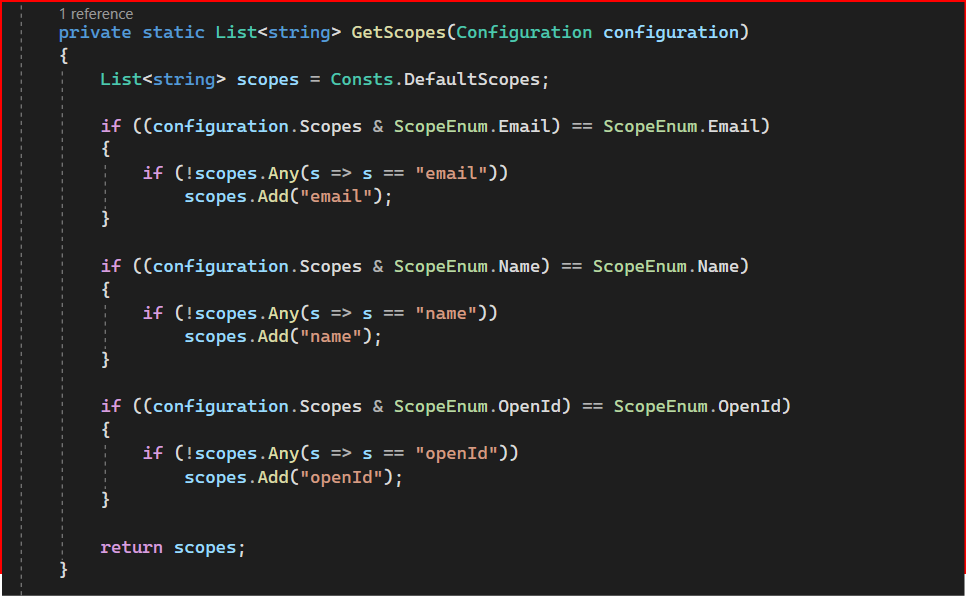 1 reference
private static List<string> GetScopes(Configuration configuration)
{
    List<string> scopes = Consts.DefaultScopes;

    if ((configuration.Scopes & ScopeEnum.Email) == ScopeEnum.Email)
    {
        if (!scopes.Any(s => s == "email"))
            scopes.Add("email");
    }

    if ((configuration.Scopes & ScopeEnum.Name) == ScopeEnum.Name)
    {
        if (!scopes.Any(s => s == "name"))
            scopes.Add("name");
    }

    if ((configuration.Scopes & ScopeEnum.OpenId) == ScopeEnum.OpenId)
    {
        if (!scopes.Any(s => s == "openId"))
            scopes.Add("openId");
    }

    return scopes;
}